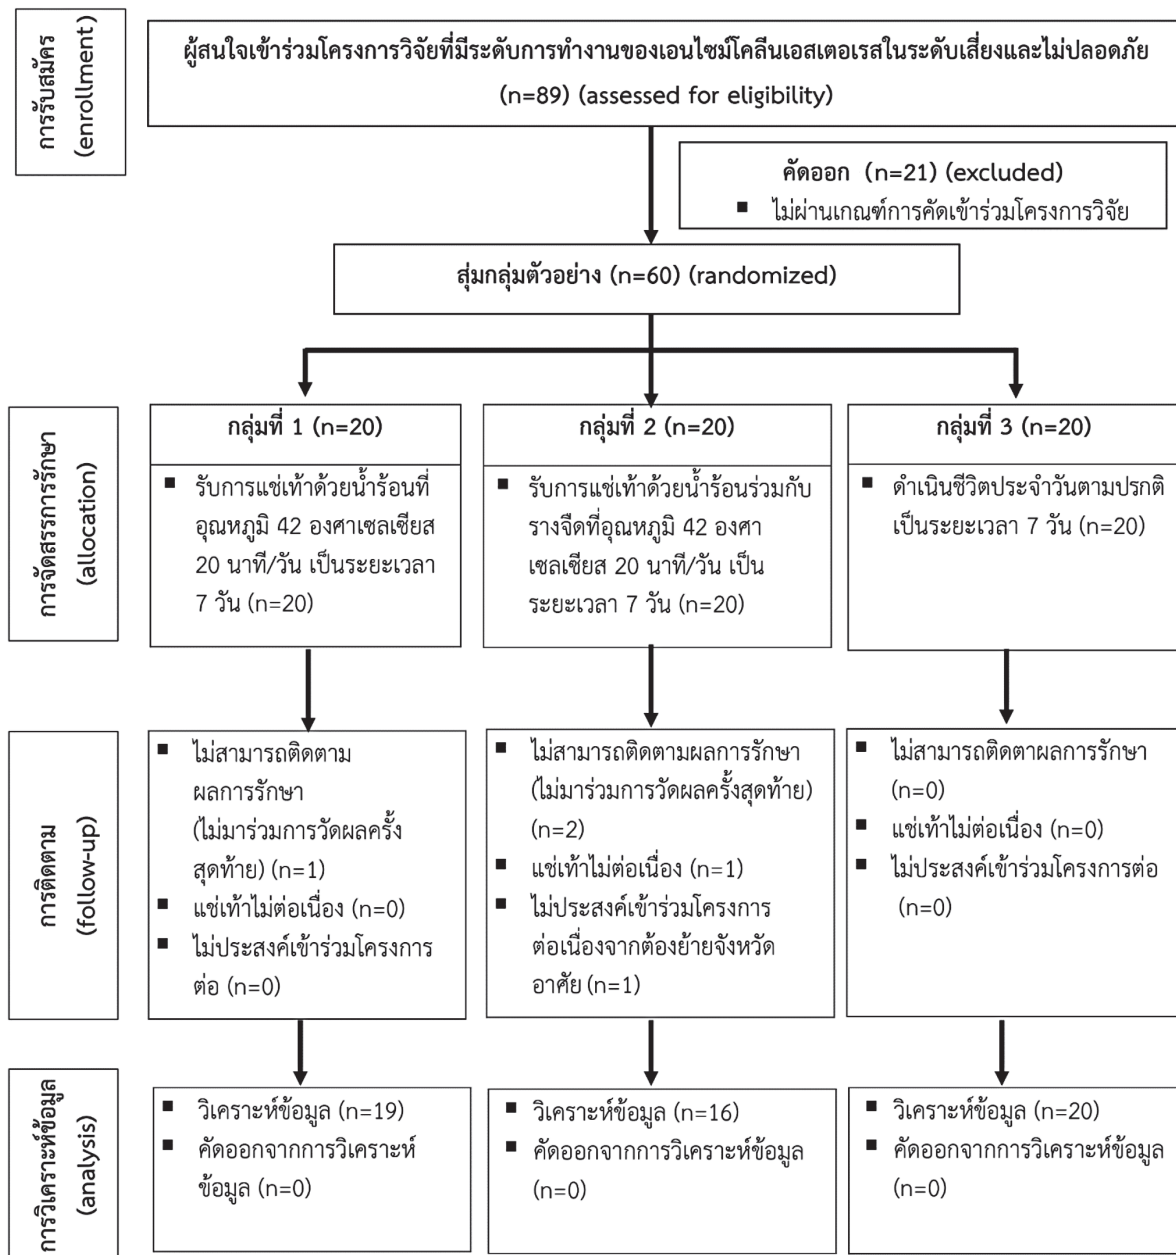 การรับสมัคร
(enrollment)
ผู้สนใจเข้าร่วมโครงการวิจัยที่มีระดับการทำงานของเอนไซม์โคลีนเอสเตอเรสในระดับเสี่ยงและไม่ปลอดภัย
(n=89) (assessed for eligibility)
คัดออก (n=21) (excluded)
■ ไม่ผ่านเกณฑ์การคัดเข้าร่วมโครงการวิจัย
สุ่มกลุ่มตัวอย่าง (n=60) (randomized)
การจัดสรรการรักษา
(allocation)
กลุ่มที่ 1 (n=20)
■ รับการแช่เท้าด้วยน้ำร้อนที่
อุณหภูมิ 42 องศาเซลเซียส
20 นาที/วัน เป็นระยะเวลา
7 วัน (n=20)
กลุ่มที่ 2 (n=20)
■ รับการแช่เท้าด้วยน้ำร้อนร่วมกับ
รางจืดที่อุณหภูมิ 42 องศา
เซลเซียส 20 นาที/วัน เป็น
ระยะเวลา 7 วัน (n=20)
กลุ่มที่ 3 (n=20)
■ ดำเนินชีวิตประจำวันตามปรกติ
เป็นระยะเวลา 7 วัน (n=20)
การติดตาม
(follow-up)
■ ไม่สามารถติดตาม
ผลการรักษา
(ไม่มาร่วมการวัดผลครั้ง
สุดท้าย) (n=1)
■ แช่เท้าไม่ต่อเนื่อง (n=0)
■ ไม่ประสงค์เข้าร่วมโครงการ
ต่อ (n=0)
■ ไม่สามารถติดตามผลการรักษา
(ไม่มาร่วมการวัดผลครั้งสุดท้าย)
(n=2)
■ แช่เท้าไม่ต่อเนื่อง (n=1)
■ ไม่ประสงค์เข้าร่วมโครงการ
ต่อเนื่องจากต้องย้ายจังหวัด
อาศัย (n=1)
■ ไม่สามารถติดตาผลการรักษา
(n=0)
■ แช่เท้าไม่ต่อเนื่อง (n=0)
■ ไม่ประสงค์เข้าร่วมโครงการต่อ
(n=0)
การวิเคราะห์ข้อมูล
(analysis)
■ วิเคราะห์ข้อมูล (n=19)
■ คัดออกจากการวิเคราะห์
ข้อมูล (n=0)
■ วิเคราะห์ข้อมูล (n=16)
■ คัดออกจากการวิเคราะห์ข้อมูล
(n=0)
■ วิเคราะห์ข้อมูล (n=20)
■ คัดออกจากการวิเคราะห์ข้อมูล
(n=0)